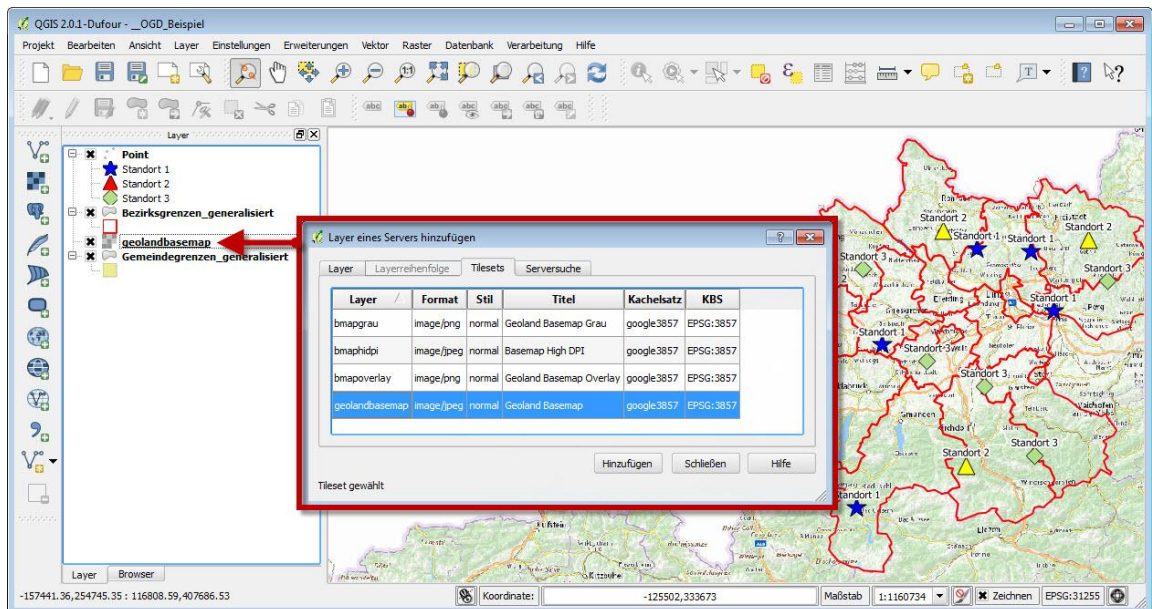 QGIS 2.0.1-Dufour - __OGD_Beispiel
Projekt Bearbeiten Ansicht Layer Einstellungen Erweiterungen Vektor Raster Datenbank Verarbeitung Hilfe
Layer
Point
Standort 1
Standort 2
Standort 3
Bezirksgrenzen_generalisiert
geolandbasemap
Gemeindegrenzen_generalisiert
Layer eines Servers hinzufügen
Layer Layerreihenfolge Tilesets Serversuche
Layer Format Stil Titel Kachelsatz KBS
bmapgrau image/png normal Geoland Basemap Grau google3857 EPSG:3857
bmaphidpi image/jpeg normal Basemap High DPI google3857 EPSG:3857
bmapoverlay image/png normal Geoland Basemap Overlay google3857 EPSG:3857
geolandbasemap image/jpeg normal Geoland Basemap google3857 EPSG:3857
Hinzufügen Schließen Hilfe
Tileset gewählt
Standort 2
Standort 2
Standort 1
Standort 1
Standort 3
Standort 3
Standort 1
Standort 1
Standort 3
Standort 3
Standort 3
Standort 2
Standort 1
Layer Browser
-157441.36,254745.35 : 116808.59,407686.53 Koordinate: -125502,333673 Maßstab 1:1160734 Zeichnen EPSG:31255